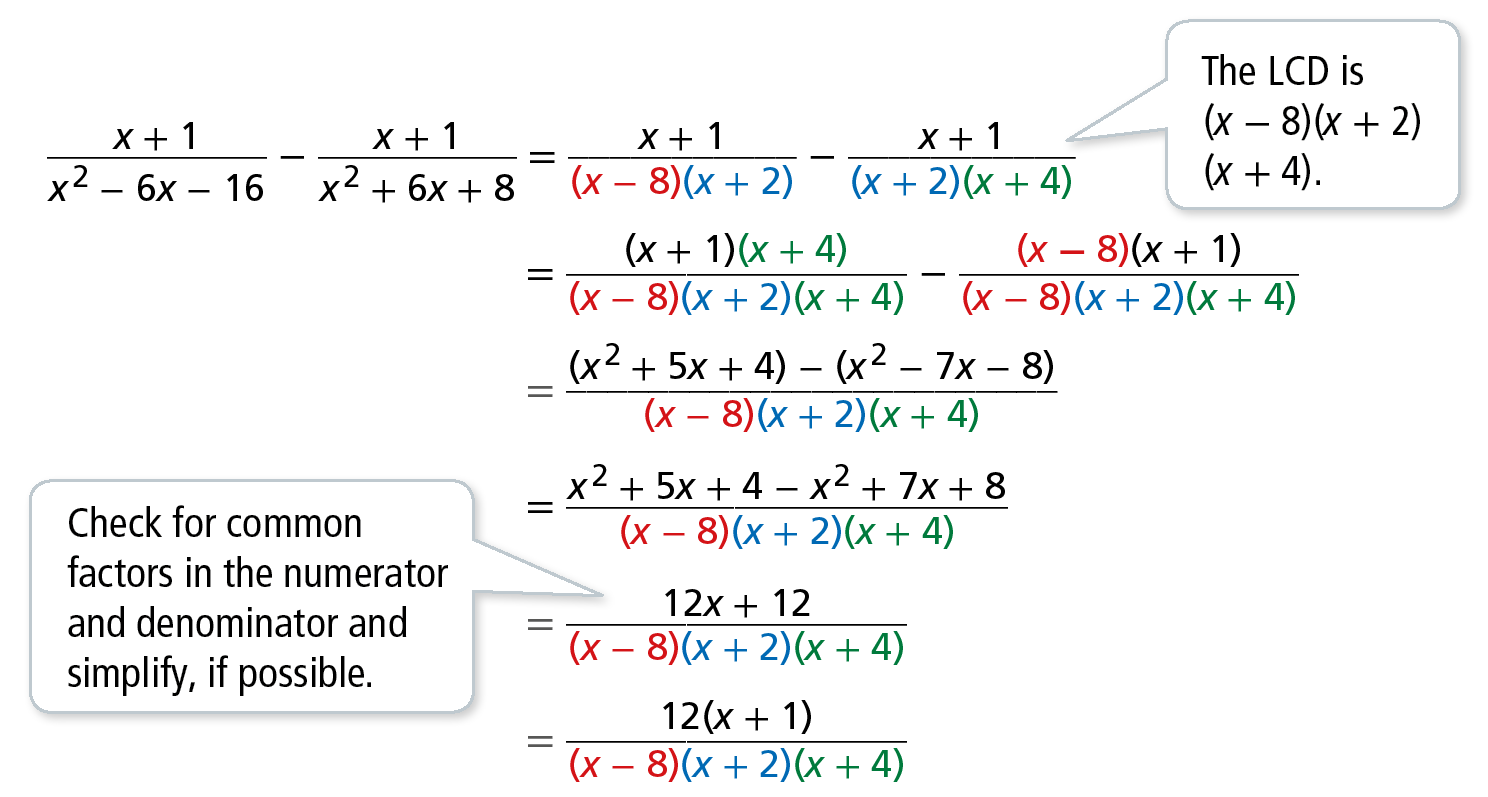 The LCD is
(x − 8)(x + 2)
(x + 4).
x + 1 / x² − 6x − 16 − x + 1 / x² + 6x + 8 = x + 1 / (x − 8)(x + 2) − x + 1 / (x + 2)(x + 4)
= (x + 1)(x + 4) / (x − 8)(x + 2)(x + 4) − (x − 8)(x + 1) / (x − 8)(x + 2)(x + 4)
= (x² + 5x + 4) − (x² − 7x − 8) / (x − 8)(x + 2)(x + 4)
= x² + 5x + 4 − x² + 7x + 8 / (x − 8)(x + 2)(x + 4)
Check for common
factors in the numerator
and denominator and
simplify, if possible.
= 12x + 12 / (x − 8)(x + 2)(x + 4)
= 12(x + 1) / (x − 8)(x + 2)(x + 4)